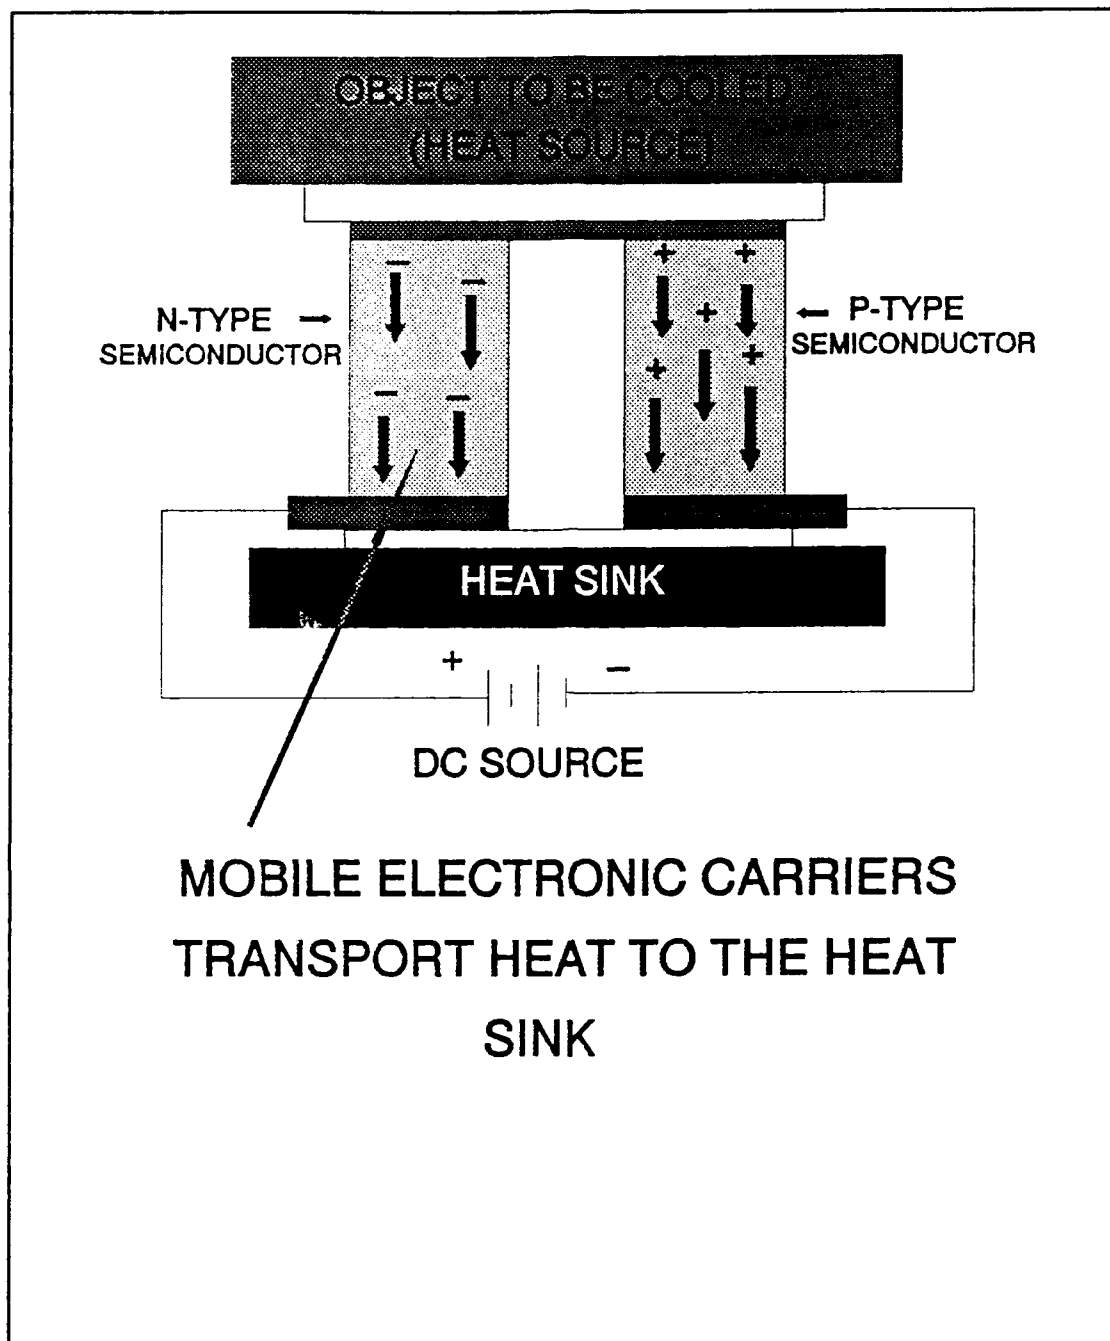 OBJECT TO BE COOLED
(HEAT SOURCE)
N-TYPE
SEMICONDUCTOR
P-TYPE
SEMICONDUCTOR
HEAT SINK
+ −
DC SOURCE
MOBILE ELECTRONIC CARRIERS
TRANSPORT HEAT TO THE HEAT
SINK